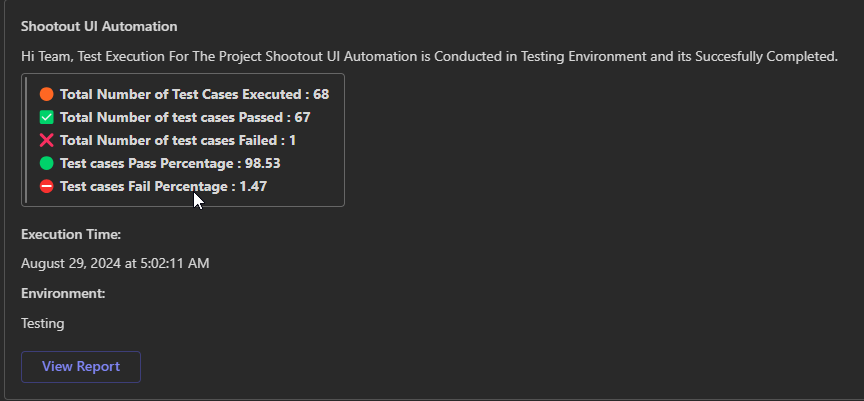 Shootout UI Automation
Hi Team, Test Execution For The Project Shootout UI Automation is Conducted in Testing Environment and its Succesfully Completed.
Total Number of Test Cases Executed : 68
Total Number of test cases Passed : 67
Total Number of test cases Failed : 1
Test cases Pass Percentage : 98.53
Test cases Fail Percentage : 1.47
Execution Time:
August 29, 2024 at 5:02:11 AM
Environment:
Testing
View Report